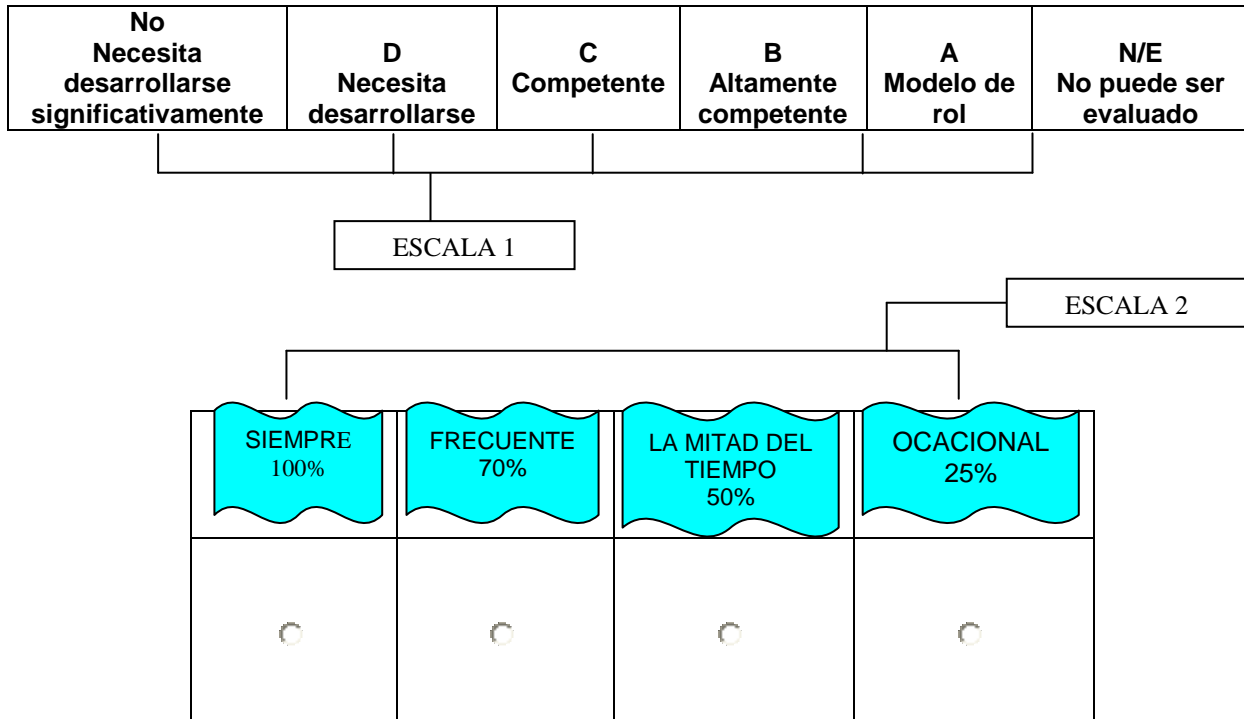 No
Necesita
desarrollarse
significativamente
D
Necesita
desarrollarse
C
Competente
B
Altamente
competente
A
Modelo de
rol
N/E
No puede ser
evaluado
ESCALA 1
ESCALA 2
SIEMPRE
100%
FRECUENTE
70%
LA MITAD DEL
TIEMPO
50%
OCACIONAL
25%